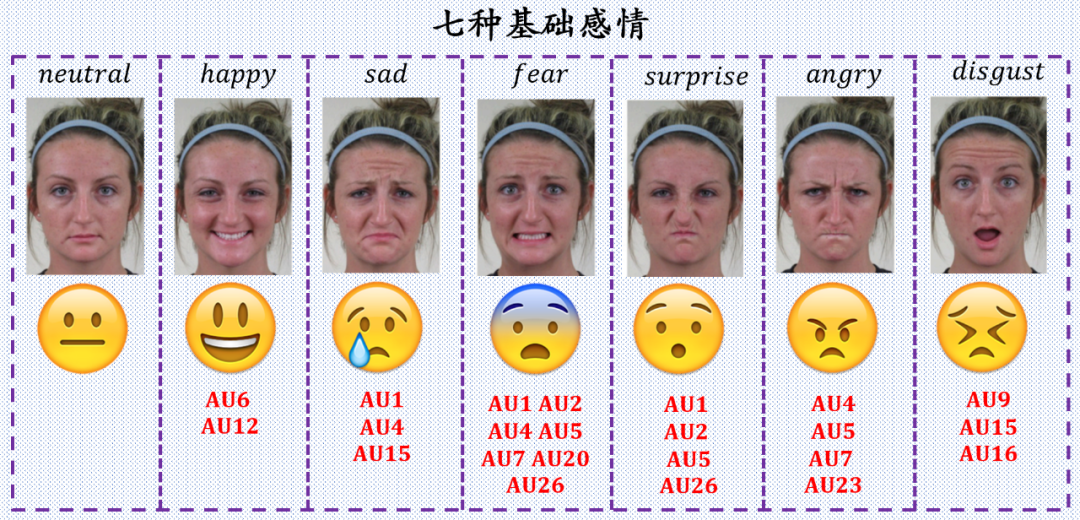 七种基础感情
neutral
happy
sad
fear
surprise
angry
disgust
AU6
AU12
AU1
AU4
AU15
AU1 AU2
AU4 AU5
AU7 AU20
AU26
AU1
AU2
AU5
AU26
AU4
AU5
AU7
AU23
AU9
AU15
AU16